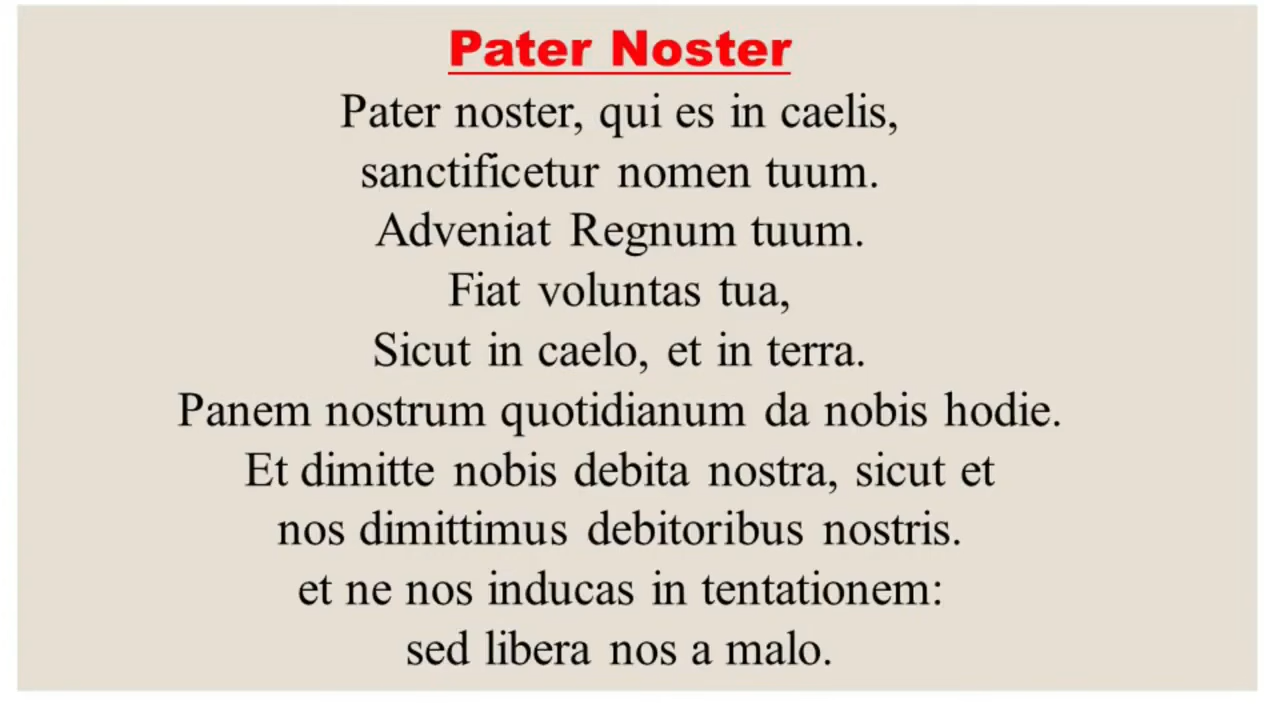 Pater Noster
Pater noster, qui es in caelis,
sanctificetur nomen tuum.
Adveniat Regnum tuum.
Fiat voluntas tua,
Sicut in caelo, et in terra.
Panem nostrum quotidianum da nobis hodie.
Et dimitte nobis debita nostra, sicut et
nos dimittimus debitoribus nostris.
et ne nos inducas in tentationem:
sed libera nos a malo.